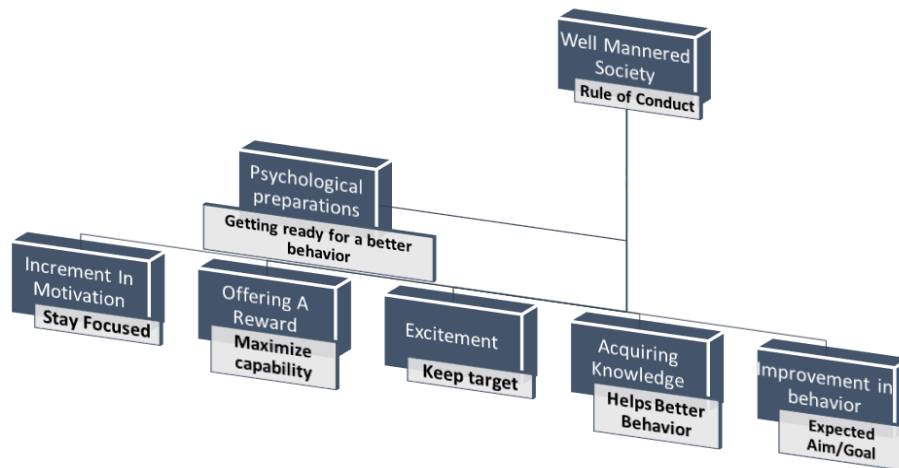 Well Mannered
Society
Rule of Conduct
Psychological
preparations
Getting ready for a better
behavior
Increment In
Motivation
Stay Focused
Offering A
Reward
Maximize
capability
Excitement
Keep target
Acquiring
Knowledge
Helps Better
Behavior
Improvement in
behavior
Expected
Aim/Goal